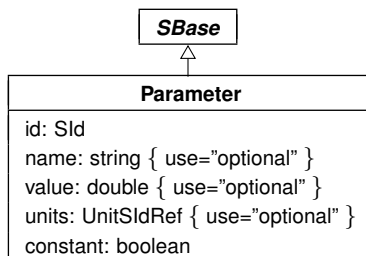 SBase
Parameter
id: SId
name: string { use=”optional” }
value: double { use=”optional” }
units: UnitSIdRef { use=”optional” }
constant: boolean